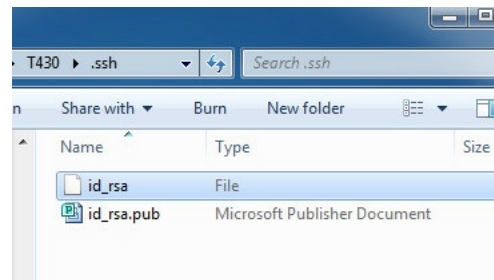 T430 ▸ .ssh
Search .ssh
Share with ▾ Burn New folder
Name Type Size
id_rsa File
id_rsa.pub Microsoft Publisher Document